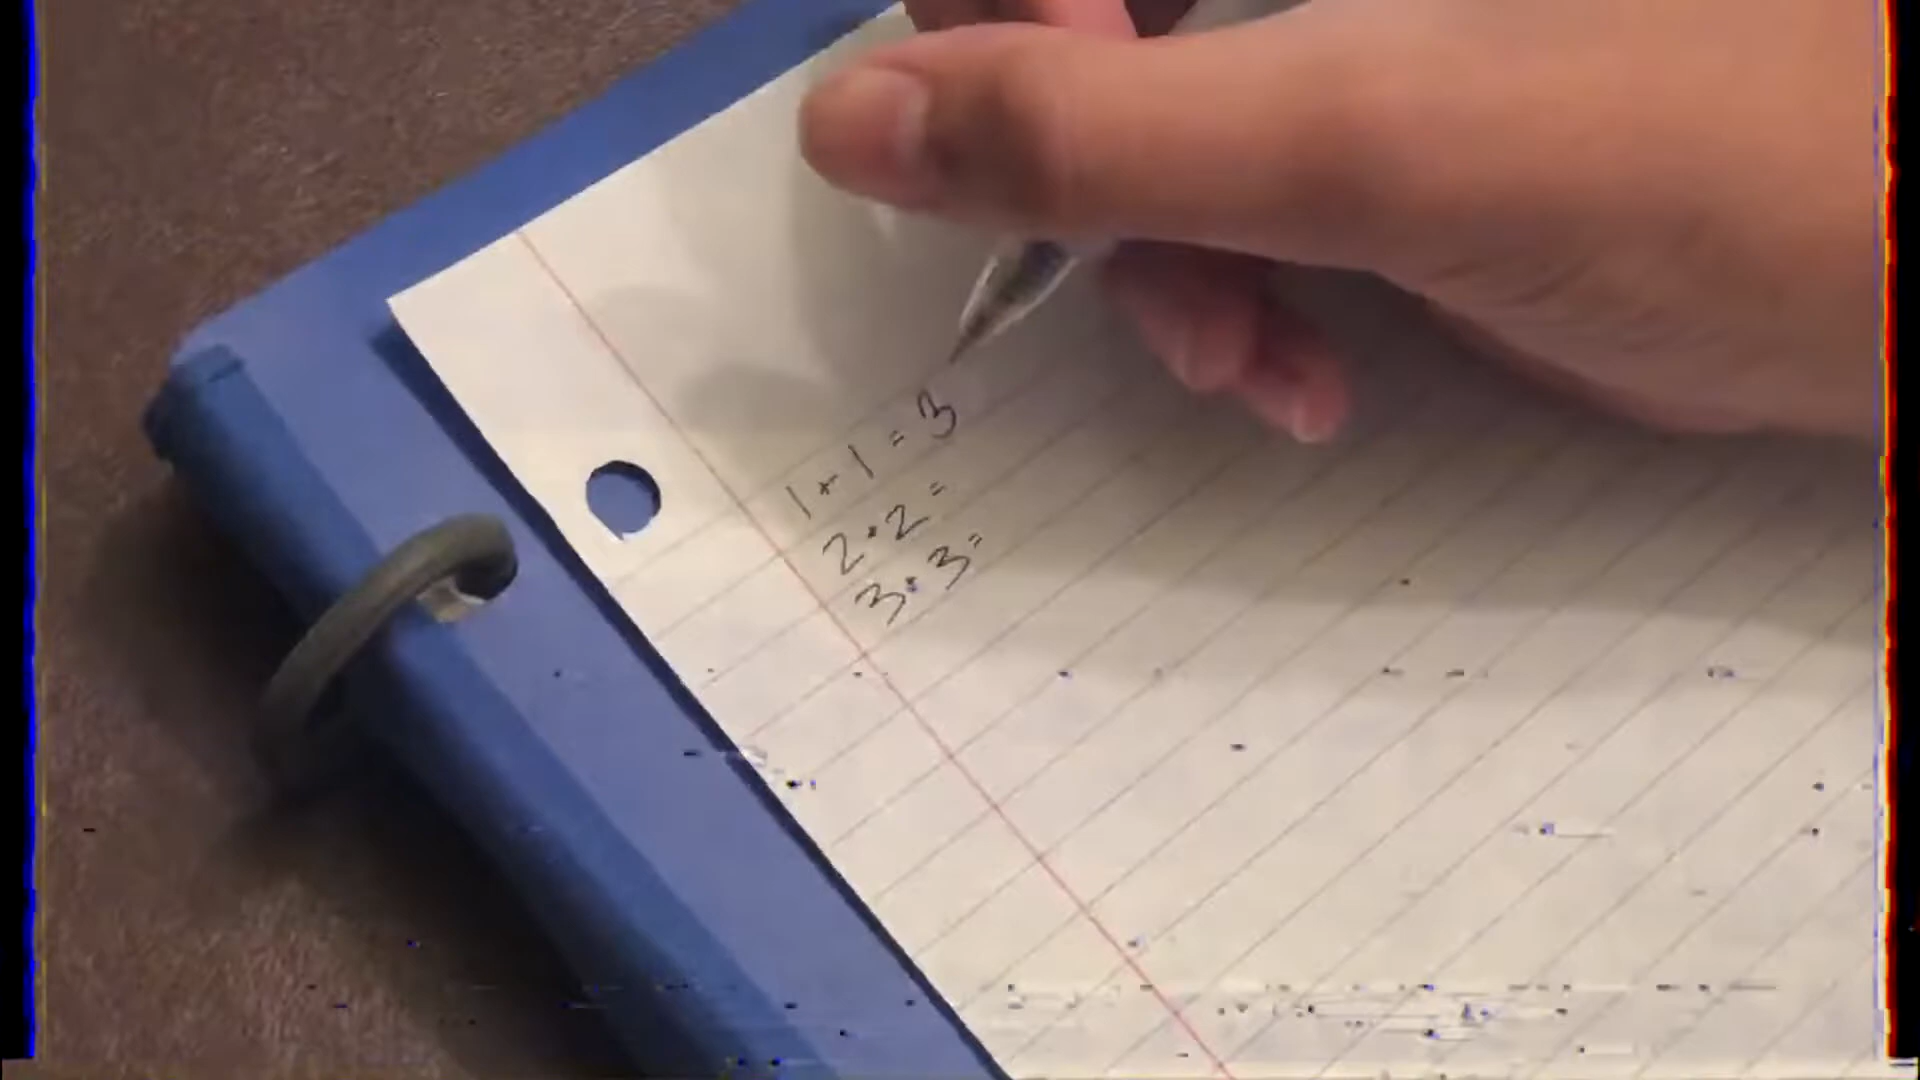 1+1=3
2•2=
3•3=